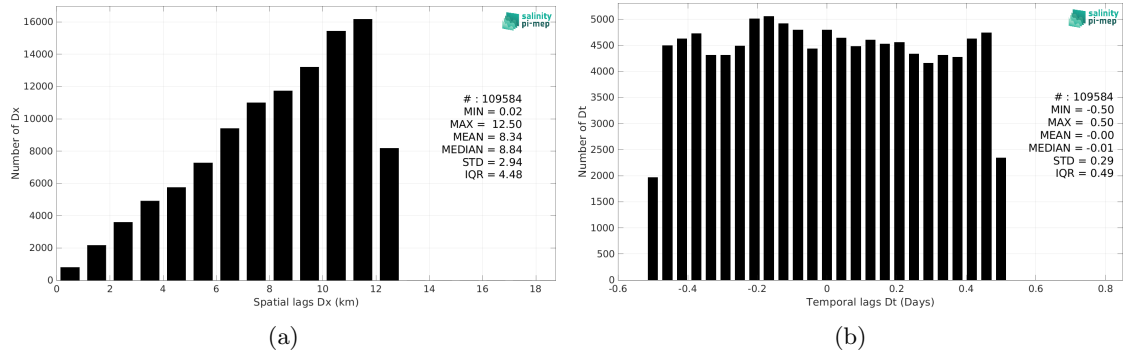 16000
14000
12000
10000
8000
6000
4000
2000
0
Number of Dx
0 2 4 6 8 10 12 14 16 18
Spatial lags Dx (km)
salinity
pi-mep
# : 109584
MIN = 0.02
MAX = 12.50
MEAN = 8.34
MEDIAN = 8.84
STD = 2.94
IQR = 4.48
(a)
5000
4500
4000
3500
3000
2500
2000
1500
1000
500
0
Number of Dt
-0.6 -0.4 -0.2 0 0.2 0.4 0.6 0.8
Temporal lags Dt (Days)
salinity
pi-mep
# : 109584
MIN = -0.50
MAX = 0.50
MEAN = -0.00
MEDIAN = -0.01
STD = 0.29
IQR = 0.49
(b)